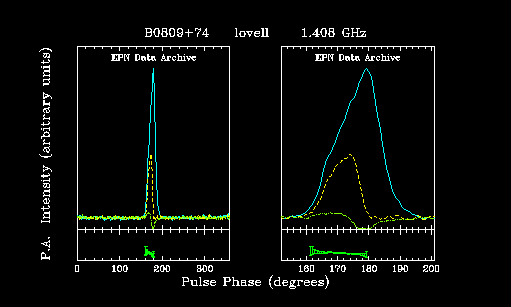 B0809+74 lovell 1.408 GHz
EPN Data Archive EPN Data Archive
P.A. Intensity (arbitrary units)
0 100 200 300 160 170 180 190 200
Pulse Phase (degrees)